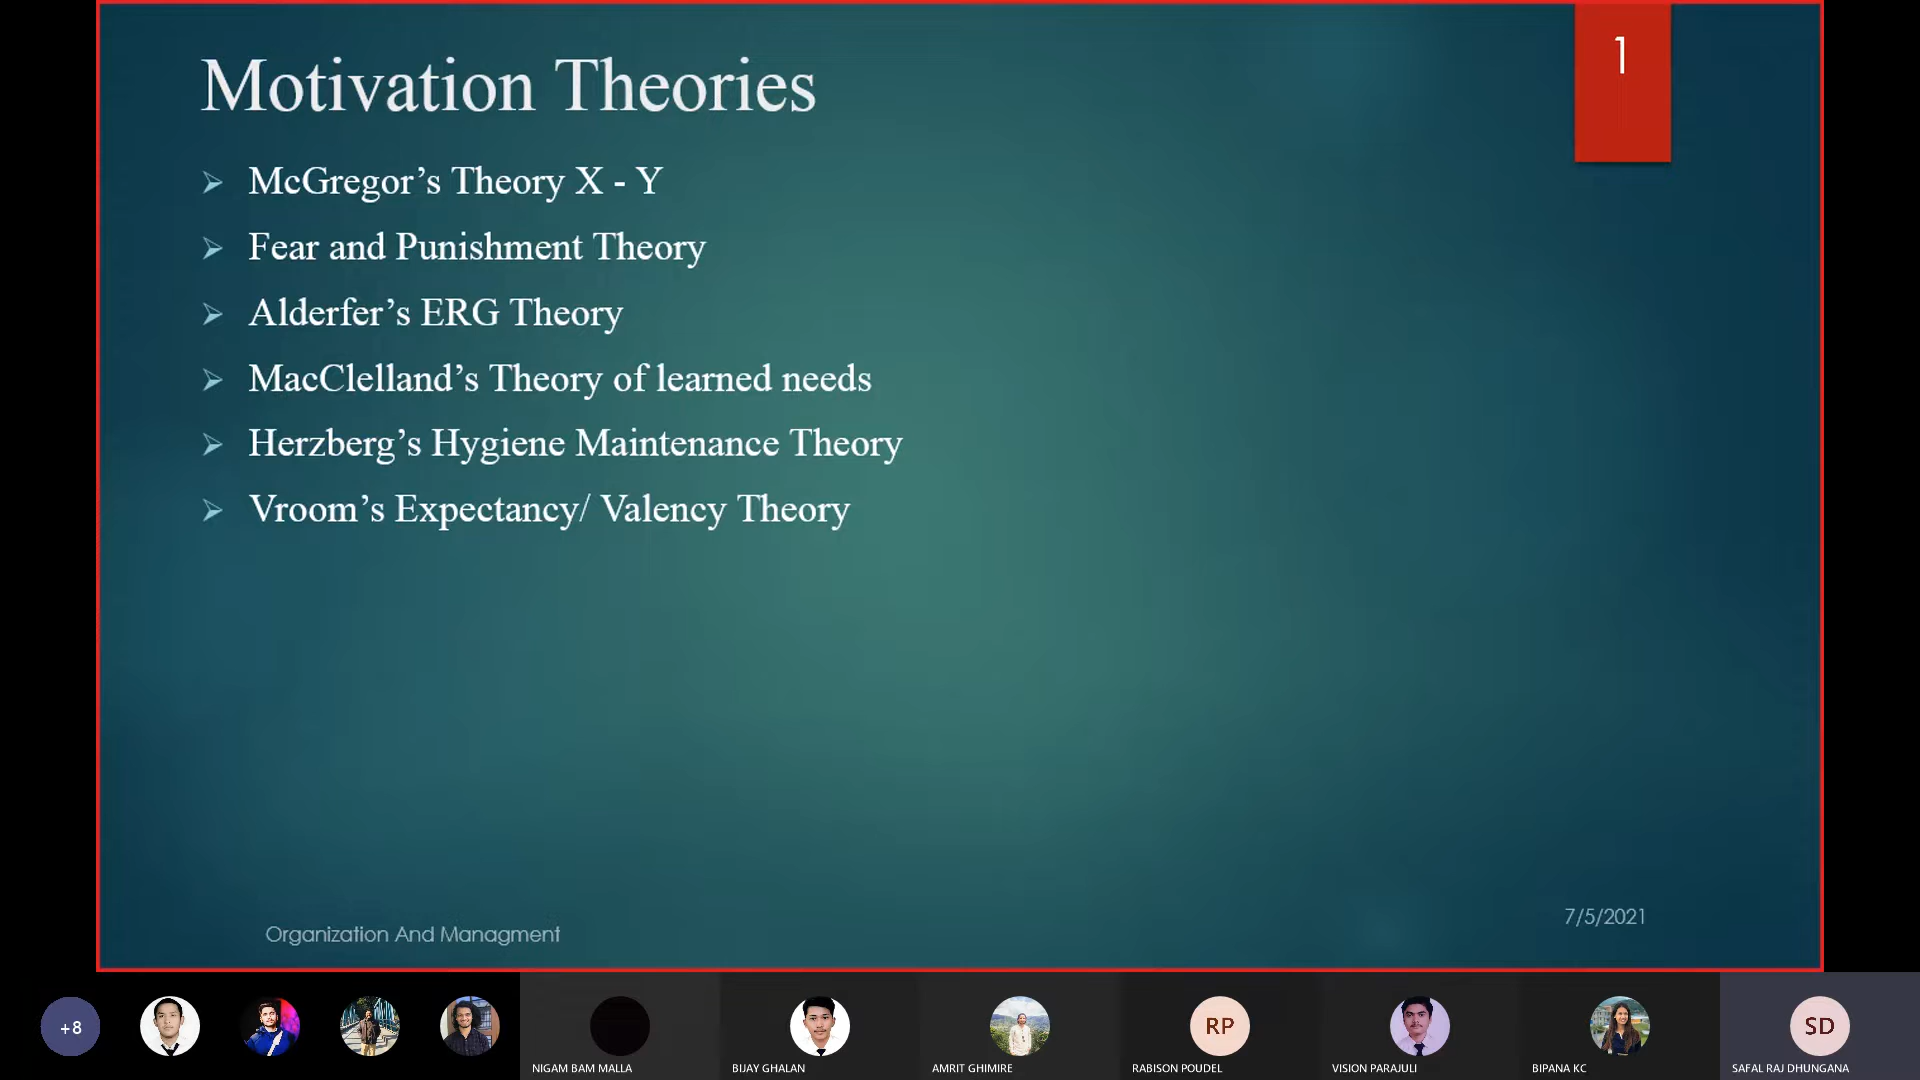 Motivation Theories
1
McGregor’s Theory X - Y
Fear and Punishment Theory
Alderfer’s ERG Theory
MacClelland’s Theory of learned needs
Herzberg’s Hygiene Maintenance Theory
Vroom’s Expectancy/ Valency Theory
Organization And Managment
7/5/2021
+8
RP
SD
NIGAM BAM MALLA
BIJAY GHALAN
AMRIT GHIMIRE
RABISON POUDEL
VISION PARAJULI
BIPANA KC
SAFAL RAJ DHUNGANA